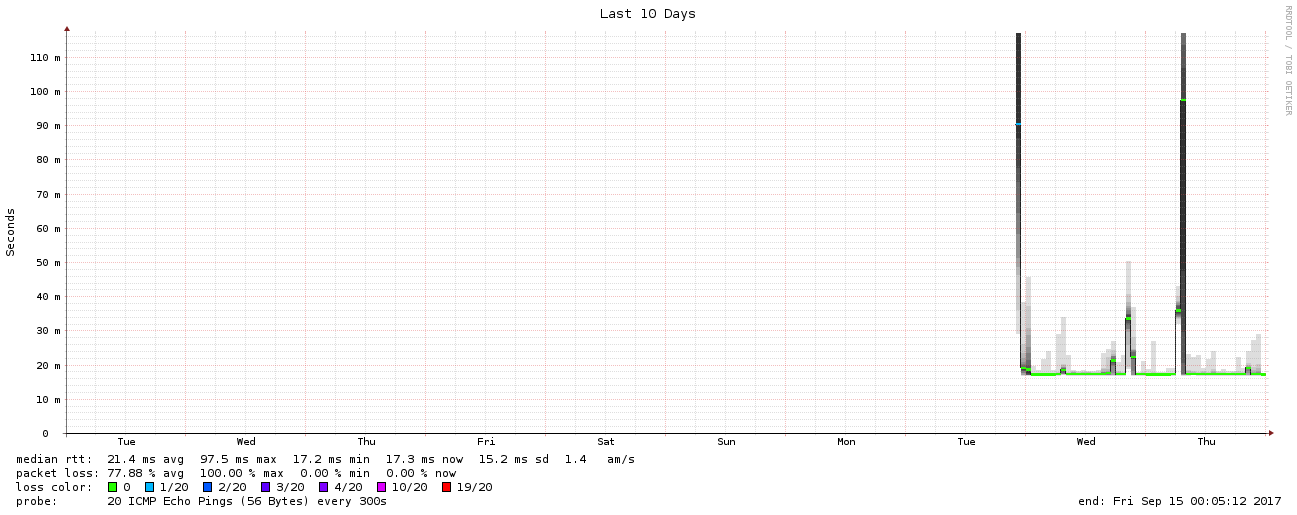 Last 10 Days
RRDTOOL / TOBI OETIKER
Seconds
110 m
100 m
90 m
80 m
70 m
60 m
50 m
40 m
30 m
20 m
10 m
0
Tue Wed Thu Fri Sat Sun Mon Tue Wed Thu
median rtt: 21.4 ms avg 97.5 ms max 17.2 ms min 17.3 ms now 15.2 ms sd 1.4 am/s
packet loss: 77.88 % avg 100.00 % max 0.00 % min 0.00 % now
loss color: 0 1/20 2/20 3/20 4/20 10/20 19/20
probe: 20 ICMP Echo Pings (56 Bytes) every 300s end: Fri Sep 15 00:05:12 2017